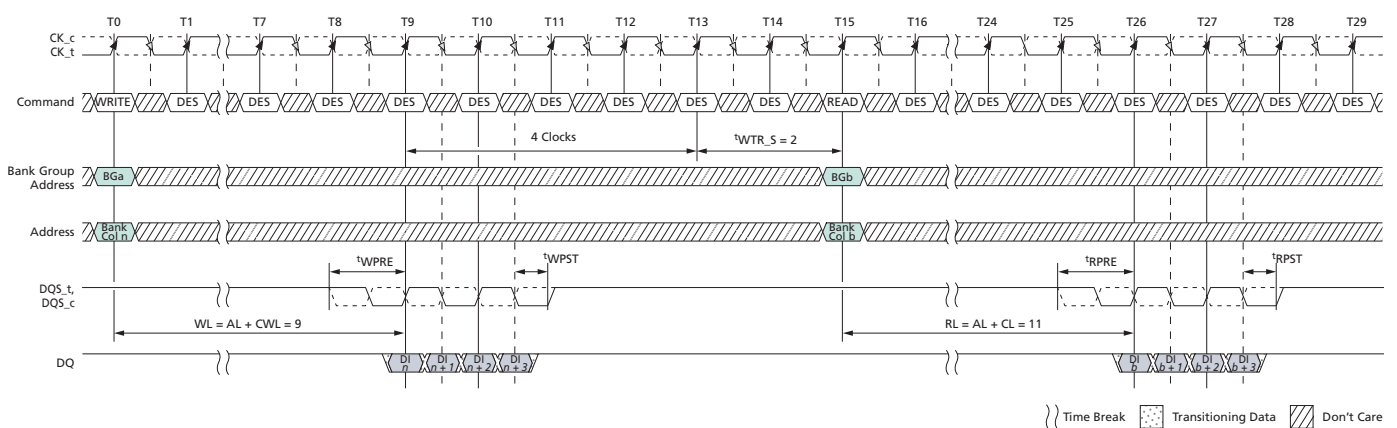 T0 T1 T7 T8 T9 T10 T11 T12 T13 T14 T15 T16 T24 T25 T26 T27 T28 T29
CK_c
CK_t
Command WRITE DES DES DES DES DES DES DES DES DES READ DES DES DES DES DES DES DES
4 Clocks tWTR_S = 2
Bank Group
Address BGa BGb
Address Bank
Col n Bank
Col b
tWPRE tWPST tRPRE tRPST
DQS_t,
DQS_c
WL = AL + CWL = 9 RL = AL + CL = 11
DQ DI
n DI
n + 1 DI
n + 2 DI
n + 3 DI
b DI
b + 1 DI
b + 2 DI
b + 3
Time Break Transitioning Data Don't Care